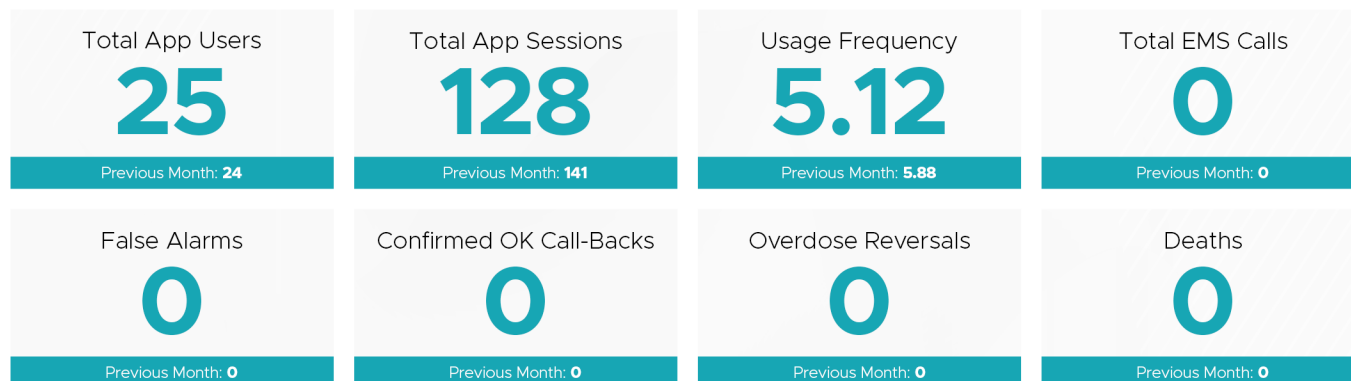 Total App Users
25
Previous Month: 24
Total App Sessions
128
Previous Month: 141
Usage Frequency
5.12
Previous Month: 5.88
Total EMS Calls
0
Previous Month: 0
False Alarms
0
Previous Month: 0
Confirmed OK Call-Backs
0
Previous Month: 0
Overdose Reversals
0
Previous Month: 0
Deaths
0
Previous Month: 0